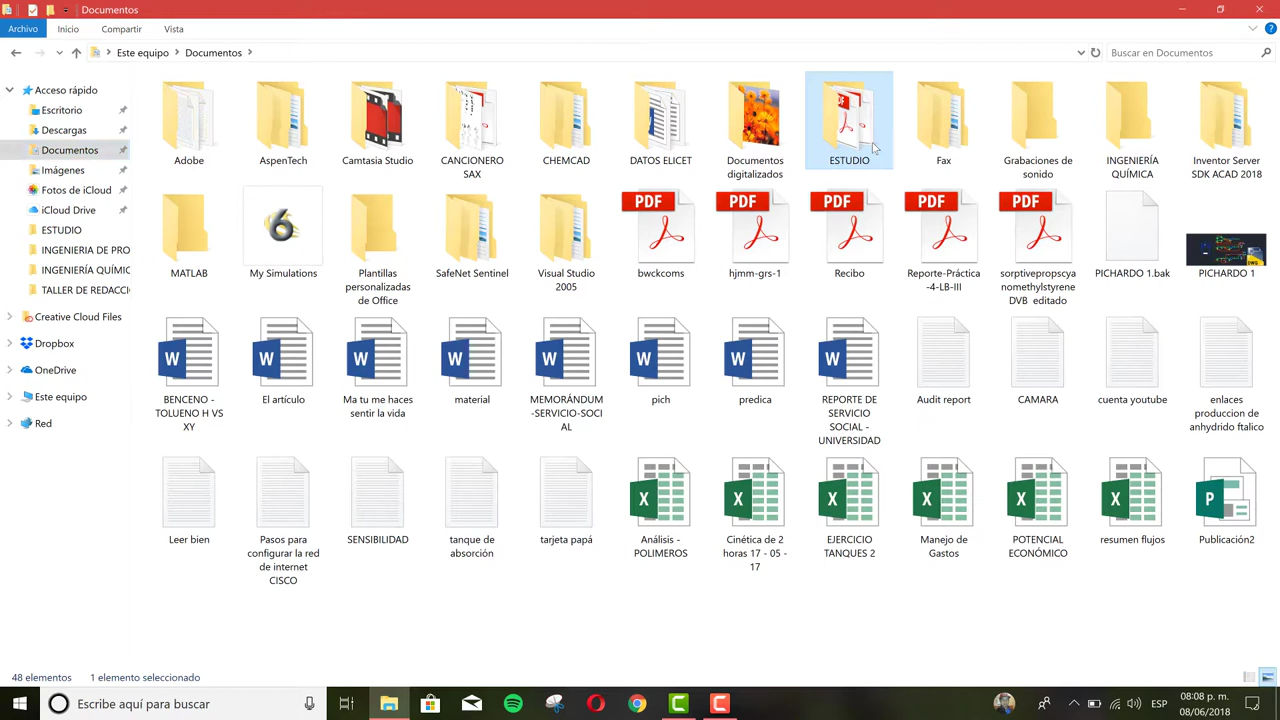 Documentos
Archivo
Inicio
Compartir
Vista
Este equipo
Documentos
Buscar en Documentos
Acceso rápido
Escritorio
Descargas
Documentos
Imágenes
Fotos de iCloud
iCloud Drive
ESTUDIO
INGENIERIA DE PRO
INGENIERÍA QUÍMIC
TALLER DE REDACCI
Creative Cloud Files
Dropbox
OneDrive
Este equipo
Red
Adobe
AspenTech
Camtasia Studio
CANCIONERO
SAX
CHEMCAD
DATOS ELICET
Documentos
digitalizados
ESTUDIO
Fax
Grabaciones de
sonido
INGENIERÍA
QUÍMICA
Inventor Server
SDK ACAD 2018
MATLAB
My Simulations
Plantillas
personalizadas
de Office
SafeNet Sentinel
Visual Studio
2005
PDF
bwckcoms
PDF
hjmm-grs-1
PDF
Recibo
PDF
Reporte-Práctica
-4-LB-III
PDF
sorptivepropscya
nomethylstyrene
DVB editado
PICHARDO 1.bak
PICHARDO 1
BENCENO -
TOLUENO H VS
XY
El artículo
Ma tu me haces
sentir la vida
material
MEMORÁNDUM
-SERVICIO-SOCI
AL
pich
predica
REPORTE DE
SERVICIO
SOCIAL -
UNIVERSIDAD
Audit report
CAMARA
cuenta youtube
enlaces
produccion de
anhydrido ftalico
Leer bien
Pasos para
configurar la red
de internet
CISCO
SENSIBILIDAD
tanque de
absorción
tarjeta papá
Análisis -
POLIMEROS
Cinética de 2
horas 17 - 05 -
17
EJERCICIO
TANQUES 2
Manejo de
Gastos
POTENCIAL
ECONÓMICO
resumen flujos
Publicación2
48 elementos
1 elemento seleccionado
Escribe aquí para buscar
ESP
08:08 p. m.
08/06/2018